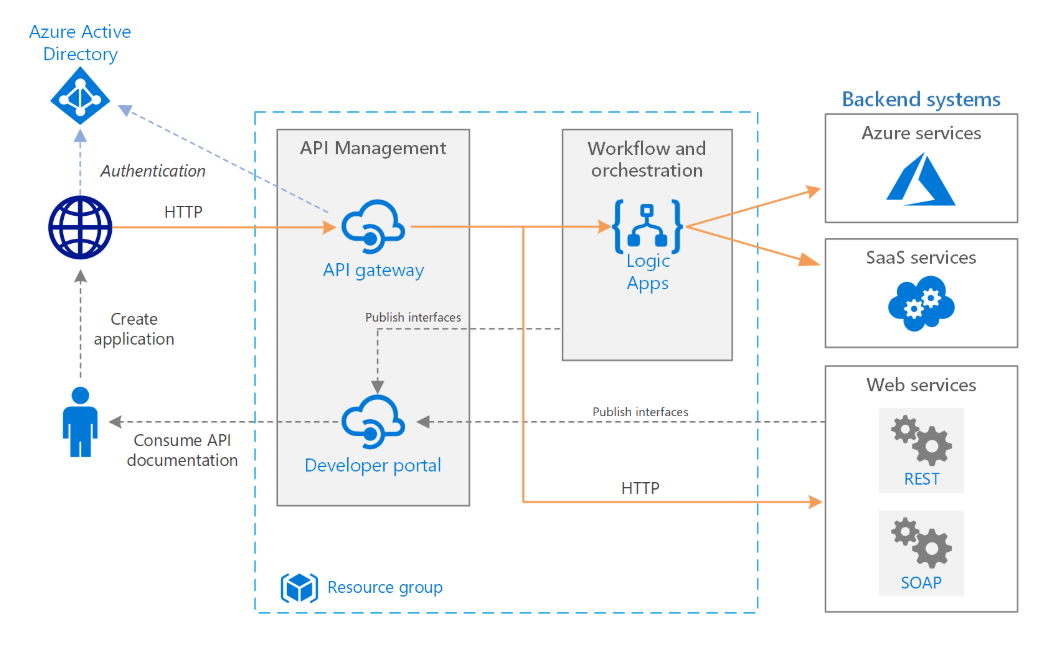 Azure Active
Directory
Backend systems
Azure services
API Management
Workflow and
orchestration
Authentication
HTTP
API gateway
Logic
Apps
SaaS services
Create
application
Publish interfaces
Web services
Publish interfaces
Consume API
documentation
Developer portal
REST
HTTP
SOAP
Resource group